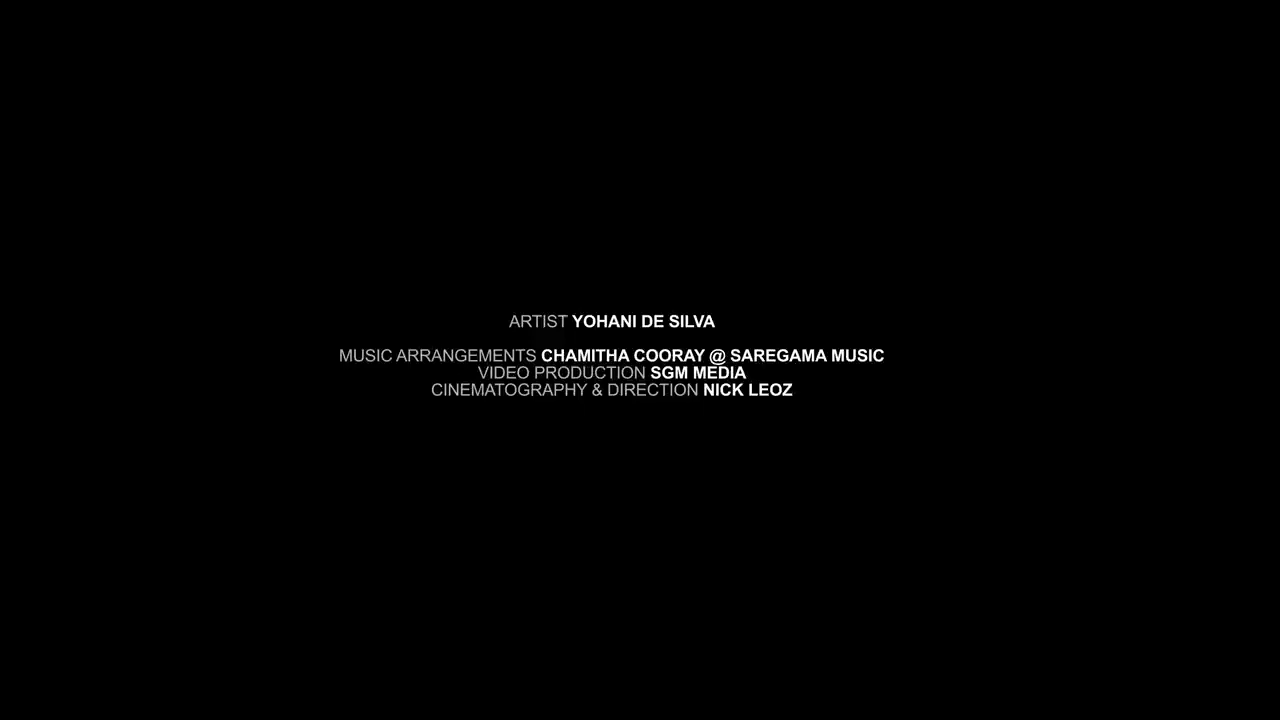 ARTIST YOHANI DE SILVA
MUSIC ARRANGEMENTS CHAMITHA COORAY @ SAREGAMA MUSIC
VIDEO PRODUCTION SGM MEDIA
CINEMATOGRAPHY & DIRECTION NICK LEOZ